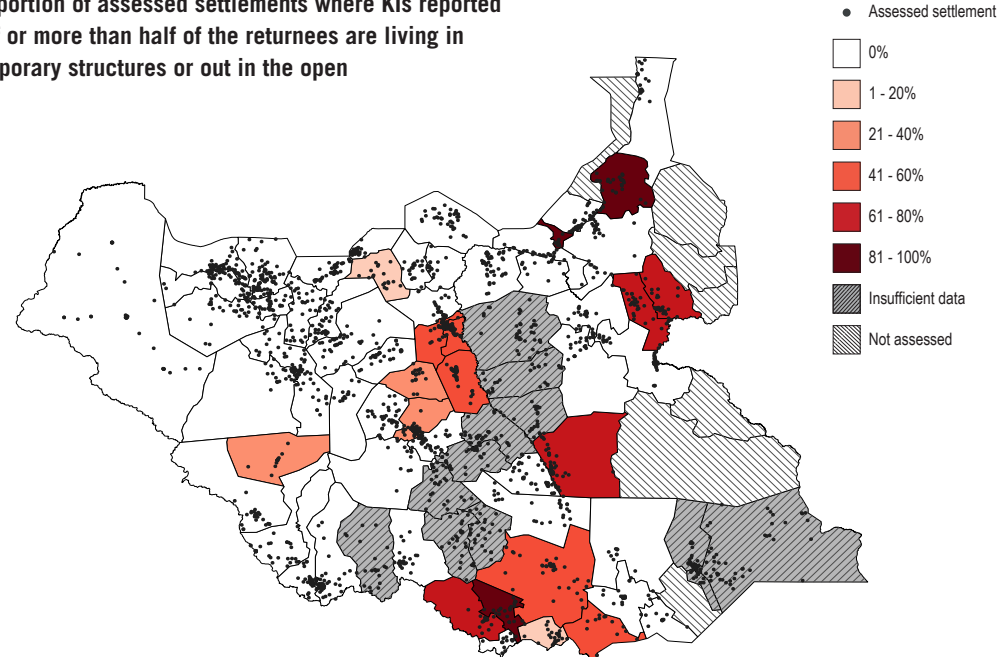 portion of assessed settlements where KIs reported
or more than half of the returnees are living in
porary structures or out in the open
Assessed settlement
0%
1 - 20%
21 - 40%
41 - 60%
61 - 80%
81 - 100%
Insufficient data
Not assessed